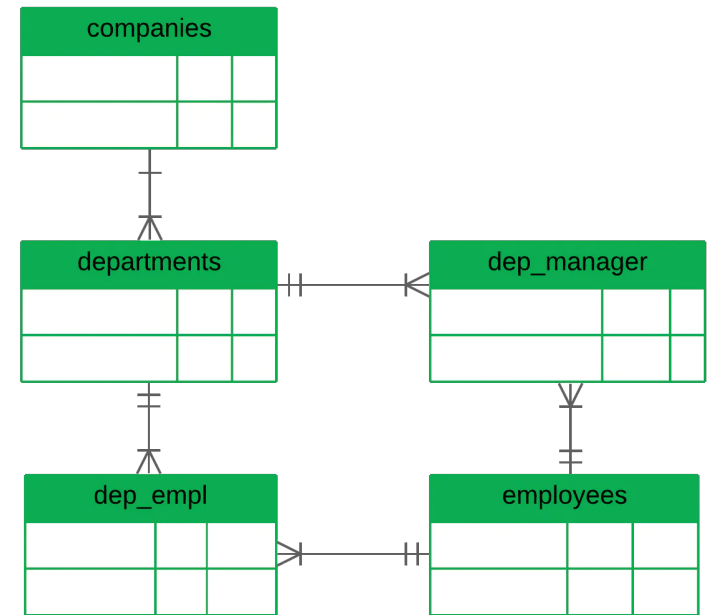 companies
departments
dep_manager
dep_empl
employees